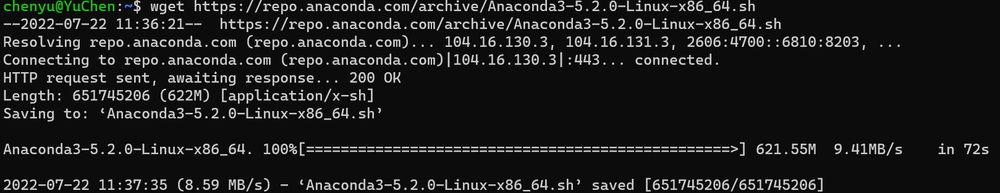 chenyu@YuChen:~$ wget https://repo.anaconda.com/archive/Anaconda3-5.2.0-Linux-x86_64.sh
--2022-07-22 11:36:21--  https://repo.anaconda.com/archive/Anaconda3-5.2.0-Linux-x86_64.sh
Resolving repo.anaconda.com (repo.anaconda.com)... 104.16.130.3, 104.16.131.3, 2606:4700::6810:8203, ...
Connecting to repo.anaconda.com (repo.anaconda.com)|104.16.130.3|:443... connected.
HTTP request sent, awaiting response... 200 OK
Length: 651745206 (622M) [application/x-sh]
Saving to: ‘Anaconda3-5.2.0-Linux-x86_64.sh’
Anaconda3-5.2.0-Linux-x86_64. 100%[=================================================>] 621.55M  9.41MB/s    in 72s
2022-07-22 11:37:35 (8.59 MB/s) - ‘Anaconda3-5.2.0-Linux-x86_64.sh’ saved [651745206/651745206]